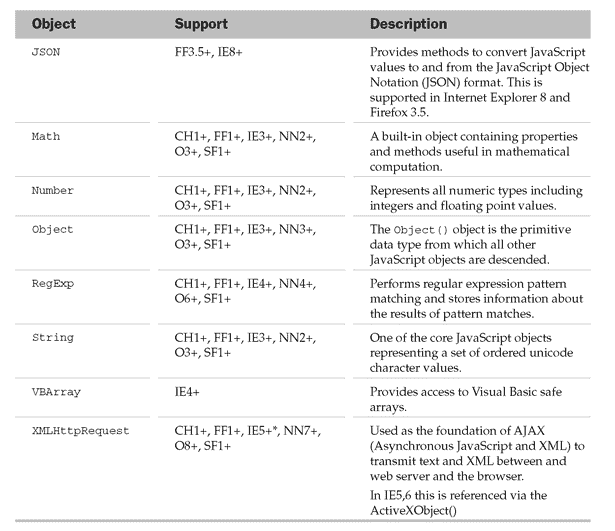 Object Support Description
JSON FF3.5+, IE8+ Provides methods to convert JavaScript
values to and from the JavaScript Object
Notation (JSON) format. This is
supported in Internet Explorer 8 and
Firefox 3.5.
Math CH1+, FF1+, IE3+, NN2+, A built-in object containing properties
O3+, SF1+ and methods useful in mathematical
computation.
Number CH1+, FF1+, IE3+, NN2+, Represents all numeric types including
O3+, SF1+ integers and floating point values.
Object CH1+, FF1+, IE3+, NN3+, The Object() object is the primitive
O3+, SF1+ data type from which all other
JavaScript objects are descended.
RegExp CH1+, FF1+, IE4+, NN4+, Performs regular expression pattern
O6+, SF1+ matching and stores information about
the results of pattern matches.
String CH1+, FF1+, IE3+, NN2+, One of the core JavaScript objects
O3+, SF1+ representing a set of ordered unicode
character values.
VBArray IE4+ Provides access to Visual Basic safe
arrays.
XMLHttpRequest CH1+, FF1+, IE5+*, NN7+, Used as the foundation of AJAX
O8+, SF1+ (Asynchronous JavaScript and XML) to
transmit text and XML between and
web server and the browser.
In IE5,6 this is referenced via the
ActiveXObject()